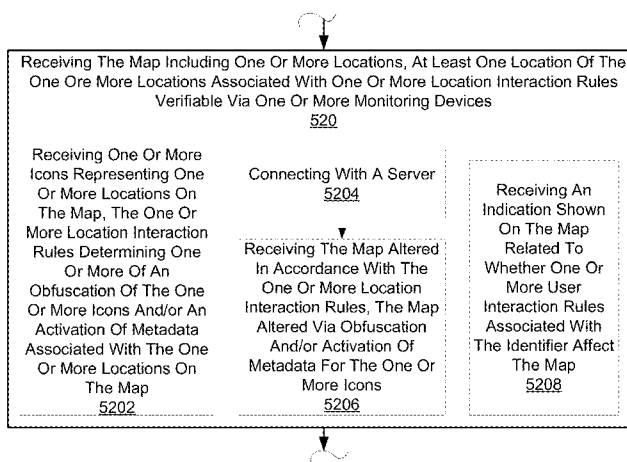 Receiving The Map Including One Or More Locations, At Least One Location Of The
One Ore More Locations Associated With One Or More Location Interaction Rules
Verifiable Via One Or More Monitoring Devices
520
Receiving One Or More
Icons Representing One
Or More Locations On
The Map, The One Or
More Location Interaction
Rules Determining One
Or More Of An
Obfuscation Of The One
Or More Icons And/or An
Activation Of Metadata
Associated With The One
Or More Locations On
The Map
5202
Connecting With A Server
5204
Receiving The Map Altered
In Accordance With The
One Or More Location
Interaction Rules, The Map
Altered Via Obfuscation
And/or Activation Of
Metadata For The One Or
More Icons
5206
Receiving An
Indication Shown
On The Map
Related To
Whether One Or
More User
Interaction Rules
Associated With
The Identifier Affect
The Map
5208